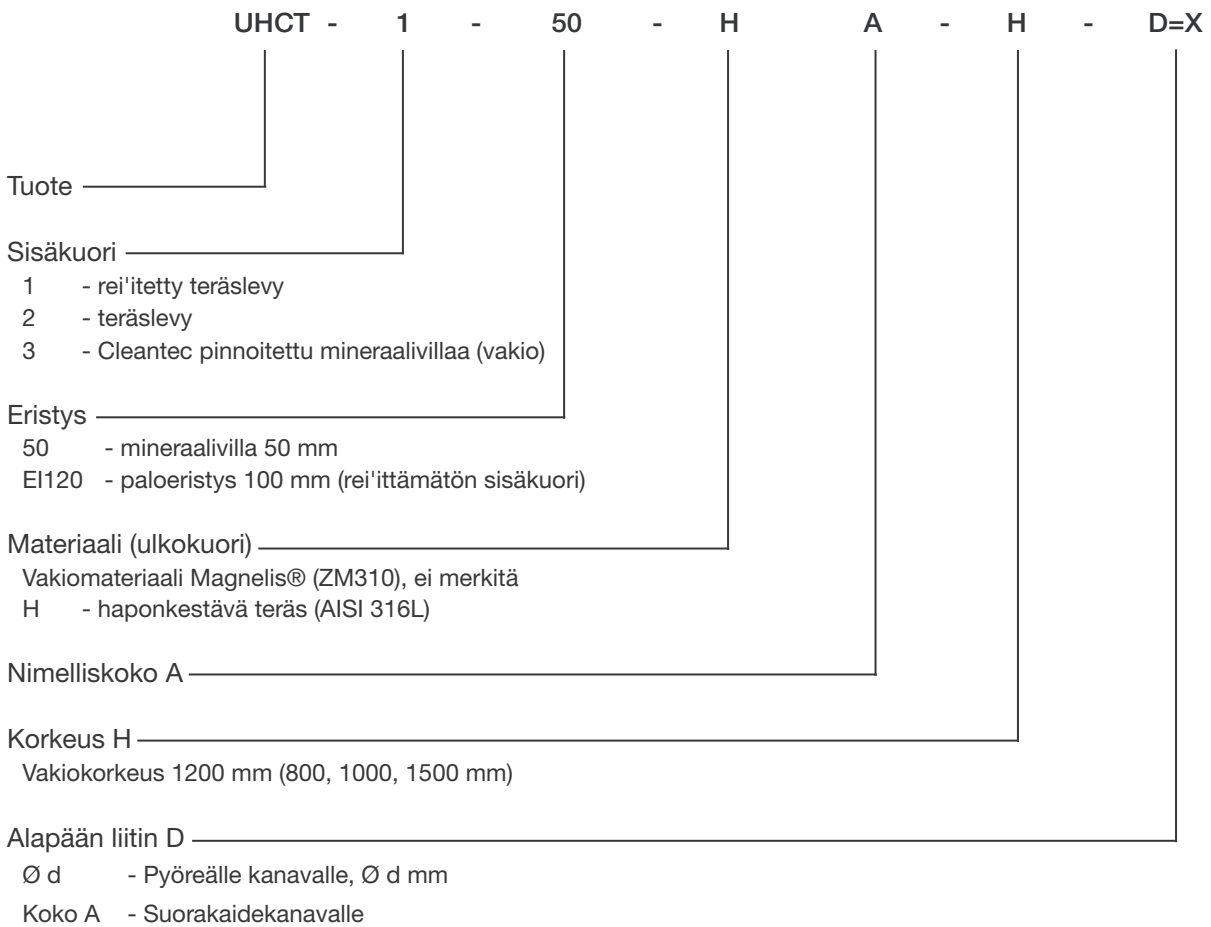 UHCT - 1 - 50 - H A - H - D=X
Tuote
Sisäkuori
1 - rei'itetty teräslevy
2 - teräslevy
3 - Cleantec pinnoitettu mineraalivillaa (vakio)
Eristys
50 - mineraalivilla 50 mm
EI120 - paloeristys 100 mm (rei'ittämätön sisäkuori)
Materiaali (ulkokuori)
Vakiomateriaali Magnelis® (ZM310), ei merkitä
H - haponkestävä teräs (AISI 316L)
Nimelliskoko A
Korkeus H
Vakiokorkeus 1200 mm (800, 1000, 1500 mm)
Alapään liitin D
Ø d - Pyöreälle kanavalle, Ø d mm
Koko A - Suorakaidekanavalle